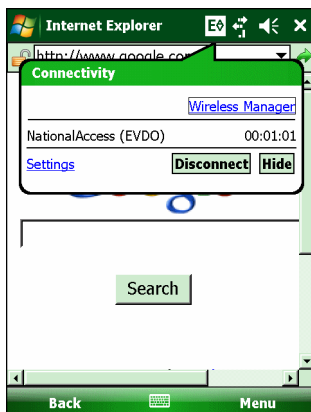 Internet Explorer
http://www.google.co
Connectivity
Wireless Manager
NationalAccess (EVDO) 00:01:01
Settings Disconnect Hide
Search
Back Menu